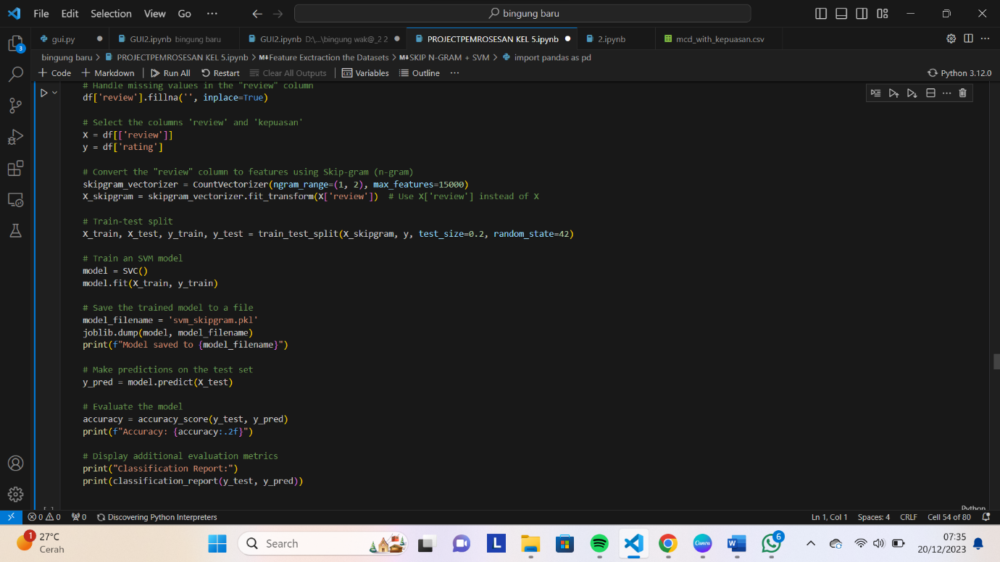 File Edit Selection View Go ··· bingung baru
gui.py GUI2.ipynb bingung baru GUI2.ipynb D:\...\bingung wak@_2 2 PROJECTPEMROSESAN KEL 5.ipynb 2.ipynb mcd_with_kepuasan.csv
bingung baru > PROJECTPEMROSESAN KEL 5.ipynb > M↓Feature Exctraction the Datasets > M↓SKIP N-GRAM + SVM > import pandas as pd
+ Code + Markdown Run All Restart Clear All Outputs Variables Outline ··· Python 3.12.0
3
# Handle missing values in the "review" column
df['review'].fillna('', inplace=True)
# Select the columns 'review' and 'kepuasan'
X = df[['review']]
y = df['rating']
# Convert the "review" column to features using Skip-gram (n-gram)
skipgram_vectorizer = CountVectorizer(ngram_range=(1, 2), max_features=15000)
X_skipgram = skipgram_vectorizer.fit_transform(X['review']) # Use X['review'] instead of X
# Train-test split
X_train, X_test, y_train, y_test = train_test_split(X_skipgram, y, test_size=0.2, random_state=42)
# Train an SVM model
model = SVC()
model.fit(X_train, y_train)
# Save the trained model to a file
model_filename = 'svm_skipgram.pkl'
joblib.dump(model, model_filename)
print(f"Model saved to {model_filename}")
# Make predictions on the test set
y_pred = model.predict(X_test)
# Evaluate the model
accuracy = accuracy_score(y_test, y_pred)
print(f"Accuracy: {accuracy:.2f}")
# Display additional evaluation metrics
print("Classification Report:")
print(classification_report(y_test, y_pred))
[ ] Python
0 0 0 Discovering Python Interpreters Ln 1, Col 1 Spaces: 4 CRLF Cell 54 of 80
1 27°C
Cerah
Search
L
Canva
W
6
07:35
20/12/2023